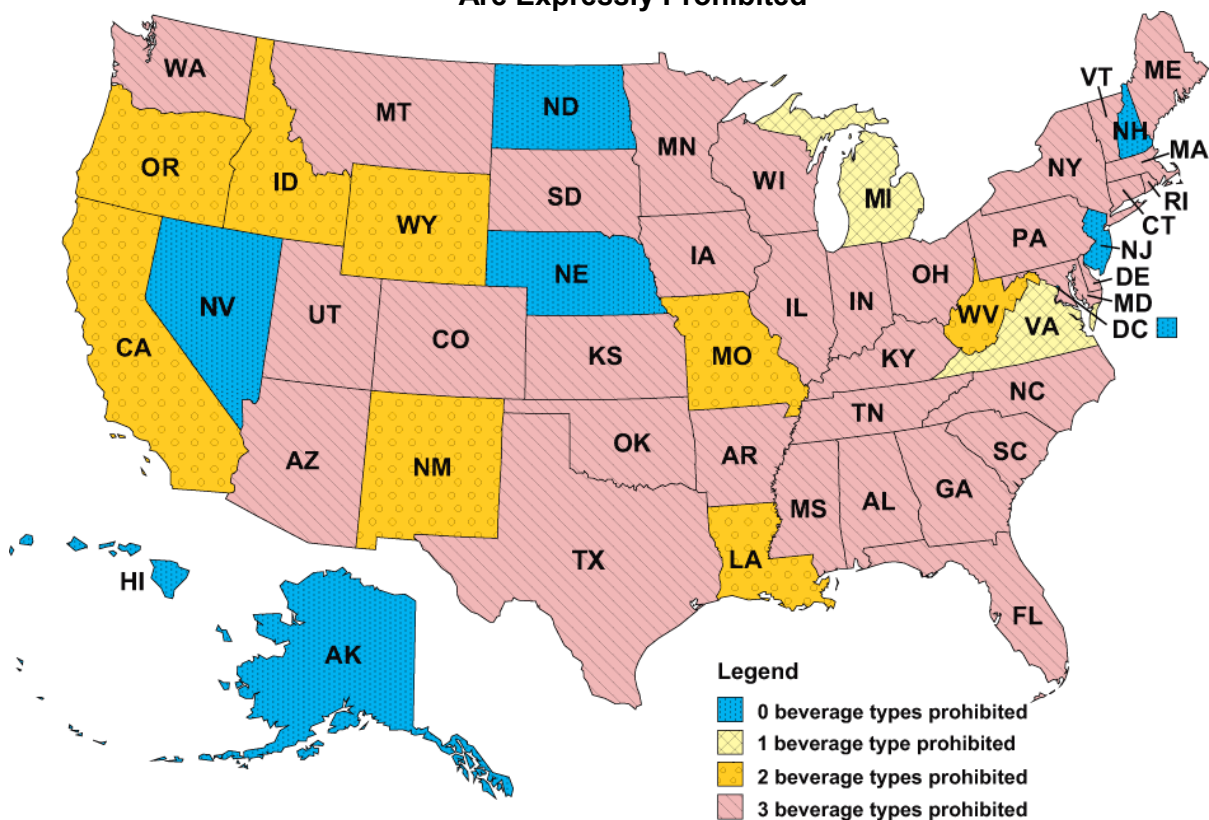 Are Expressly Prohibited
WA
MT
ND
MN
VT
ME
NH
MA
OR
ID
WY
SD
WI
MI
NY
RI
CT
PA
NJ
IA
NE
NV
UT
CO
CA
IL
IN
OH
DE
MD
DC
WV
VA
KS
MO
KY
NC
TN
AZ
NM
OK
AR
SC
GA
MS
AL
TX
LA
HI
AK
FL
Legend
0 beverage types prohibited
1 beverage type prohibited
2 beverage types prohibited
3 beverage types prohibited